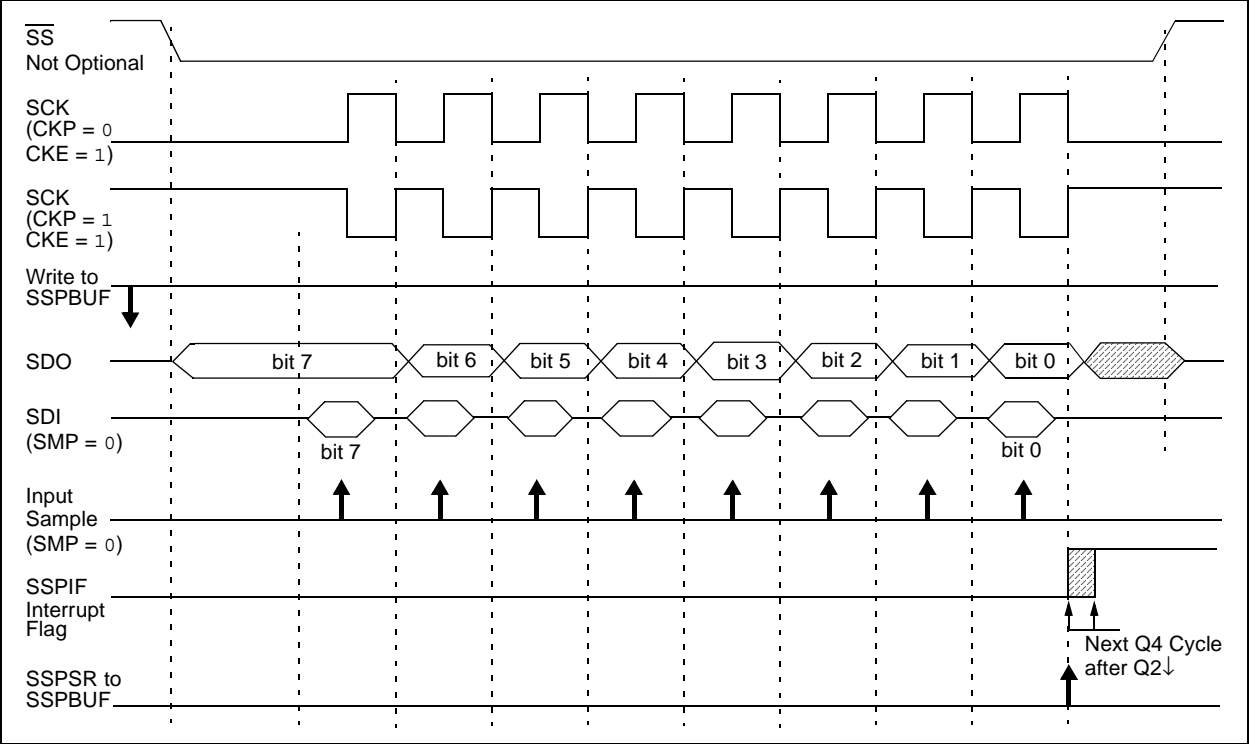 SS
Not Optional
SCK
(CKP = 0
CKE = 1)
SCK
(CKP = 1
CKE = 1)
Write to
SSPBUF
SDO
bit 7
bit 6
bit 5
bit 4
bit 3
bit 2
bit 1
bit 0
SDI
(SMP = 0)
bit 7
bit 0
Input
Sample
(SMP = 0)
SSPIF
Interrupt
Flag
Next Q4 Cycle
after Q2↓
SSPSR to
SSPBUF